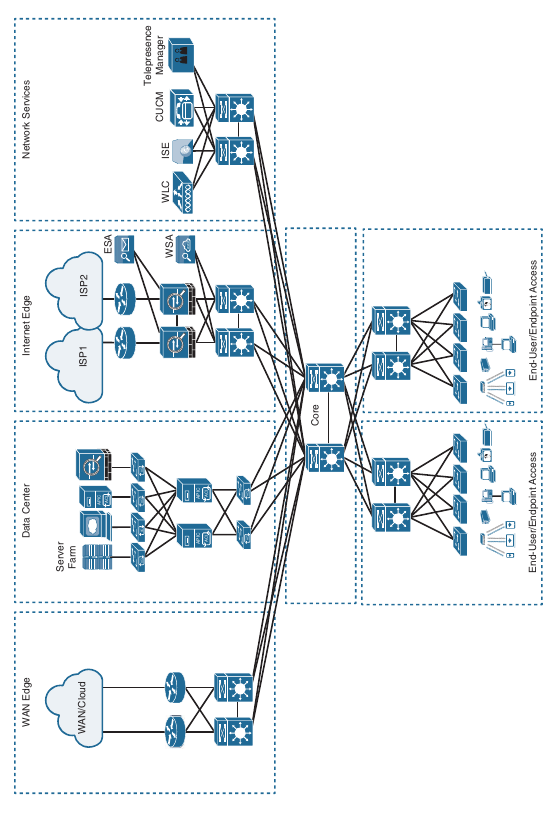 WAN Edge
WAN/Cloud
Data Center
Server
Farm
Internet Edge
ISP1
ISP2
ESA
WSA
Network Services
WLC
ISE
CUCM
Telepresence
Manager
Core
End-User/Endpoint Access
End-User/Endpoint Access